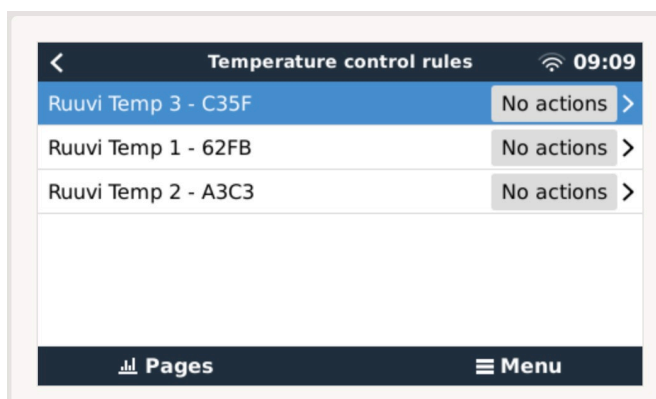 Temperature control rules 09:09
Ruuvi Temp 3 - C35F No actions
Ruuvi Temp 1 - 62FB No actions
Ruuvi Temp 2 - A3C3 No actions
Pages Menu